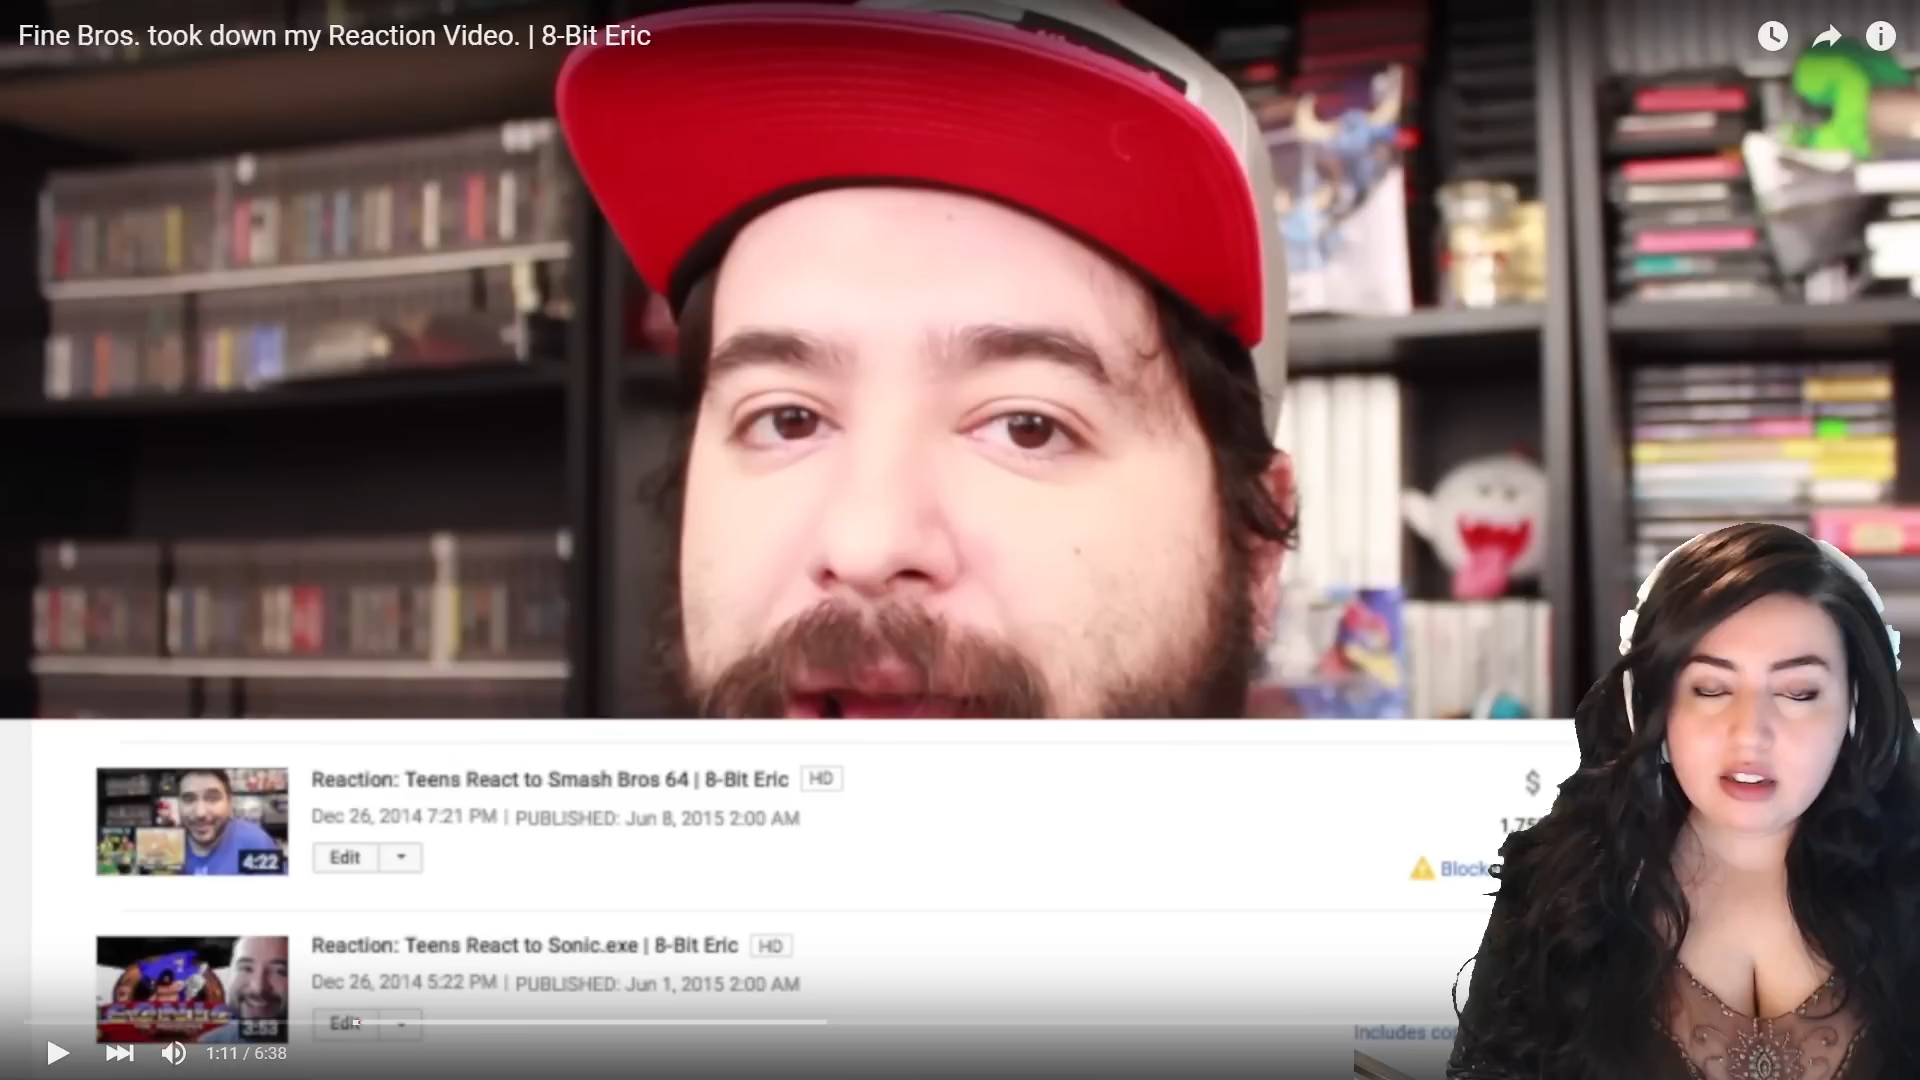 Fine Bros. took down my Reaction Video. | 8-Bit Eric
Reaction: Teens React to Smash Bros 64 | 8-Bit Eric HD
Dec 26, 2014 7:21 PM | PUBLISHED: Jun 8, 2015 2:00 AM
$
4:22
Edit
Reaction: Teens React to Sonic.exe | 8-Bit Eric HD
Dec 26, 2014 5:22 PM | PUBLISHED: Jun 1, 2015 2:00 AM
3:53
Edit
Includes
1:11 / 6:38